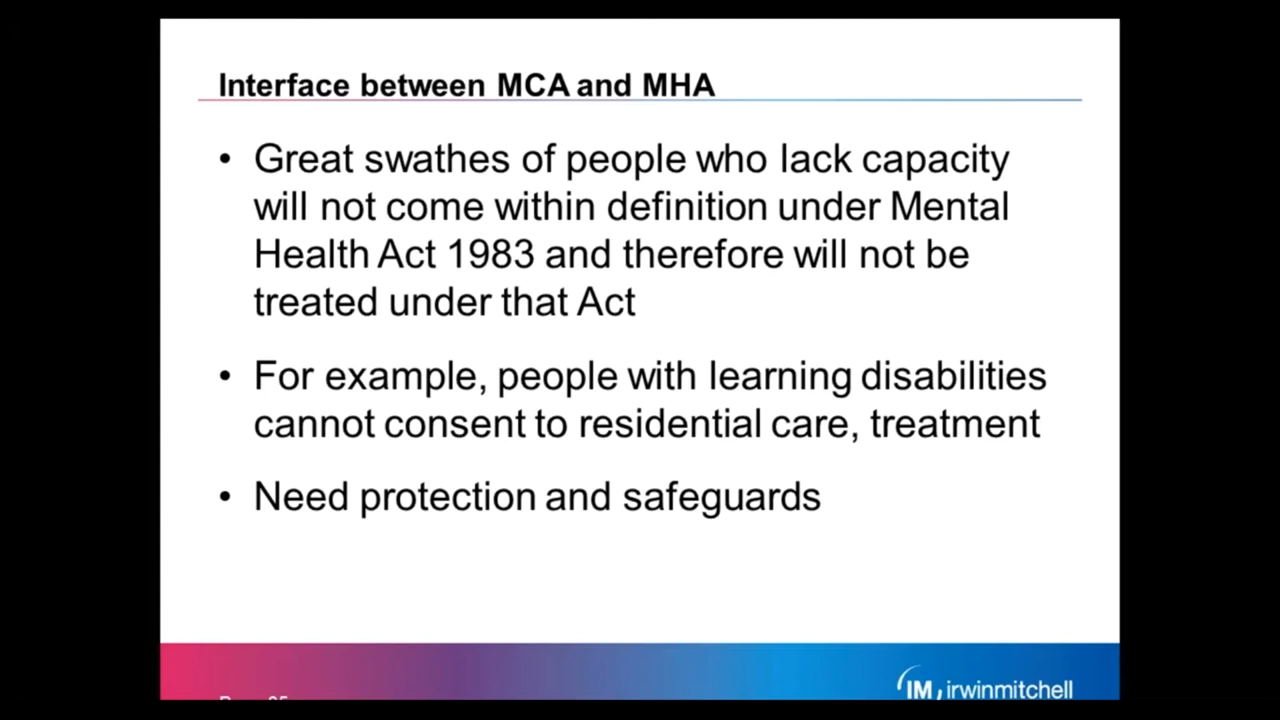 Interface between MCA and MHA
• Great swathes of people who lack capacity
will not come within definition under Mental
Health Act 1983 and therefore will not be
treated under that Act
• For example, people with learning disabilities
cannot consent to residential care, treatment
• Need protection and safeguards
IM irwinmitchell